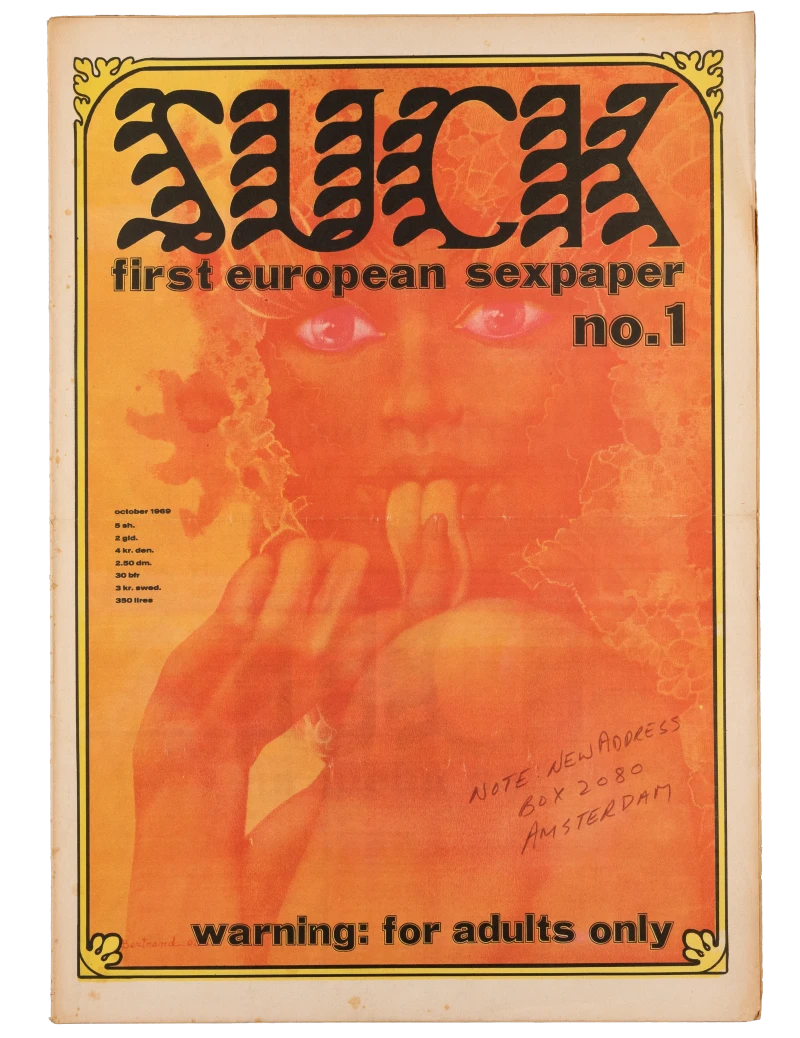 SUCK
first european sexpaper
no.1
october 1969
5 sh.
2 gld.
4 kr. den.
2.50 dm.
30 bfr
3 kr. swed.
350 lires
NOTE: NEW ADDRESS
BOX 2080
AMSTERDAM
Bertrand
warning: for adults only